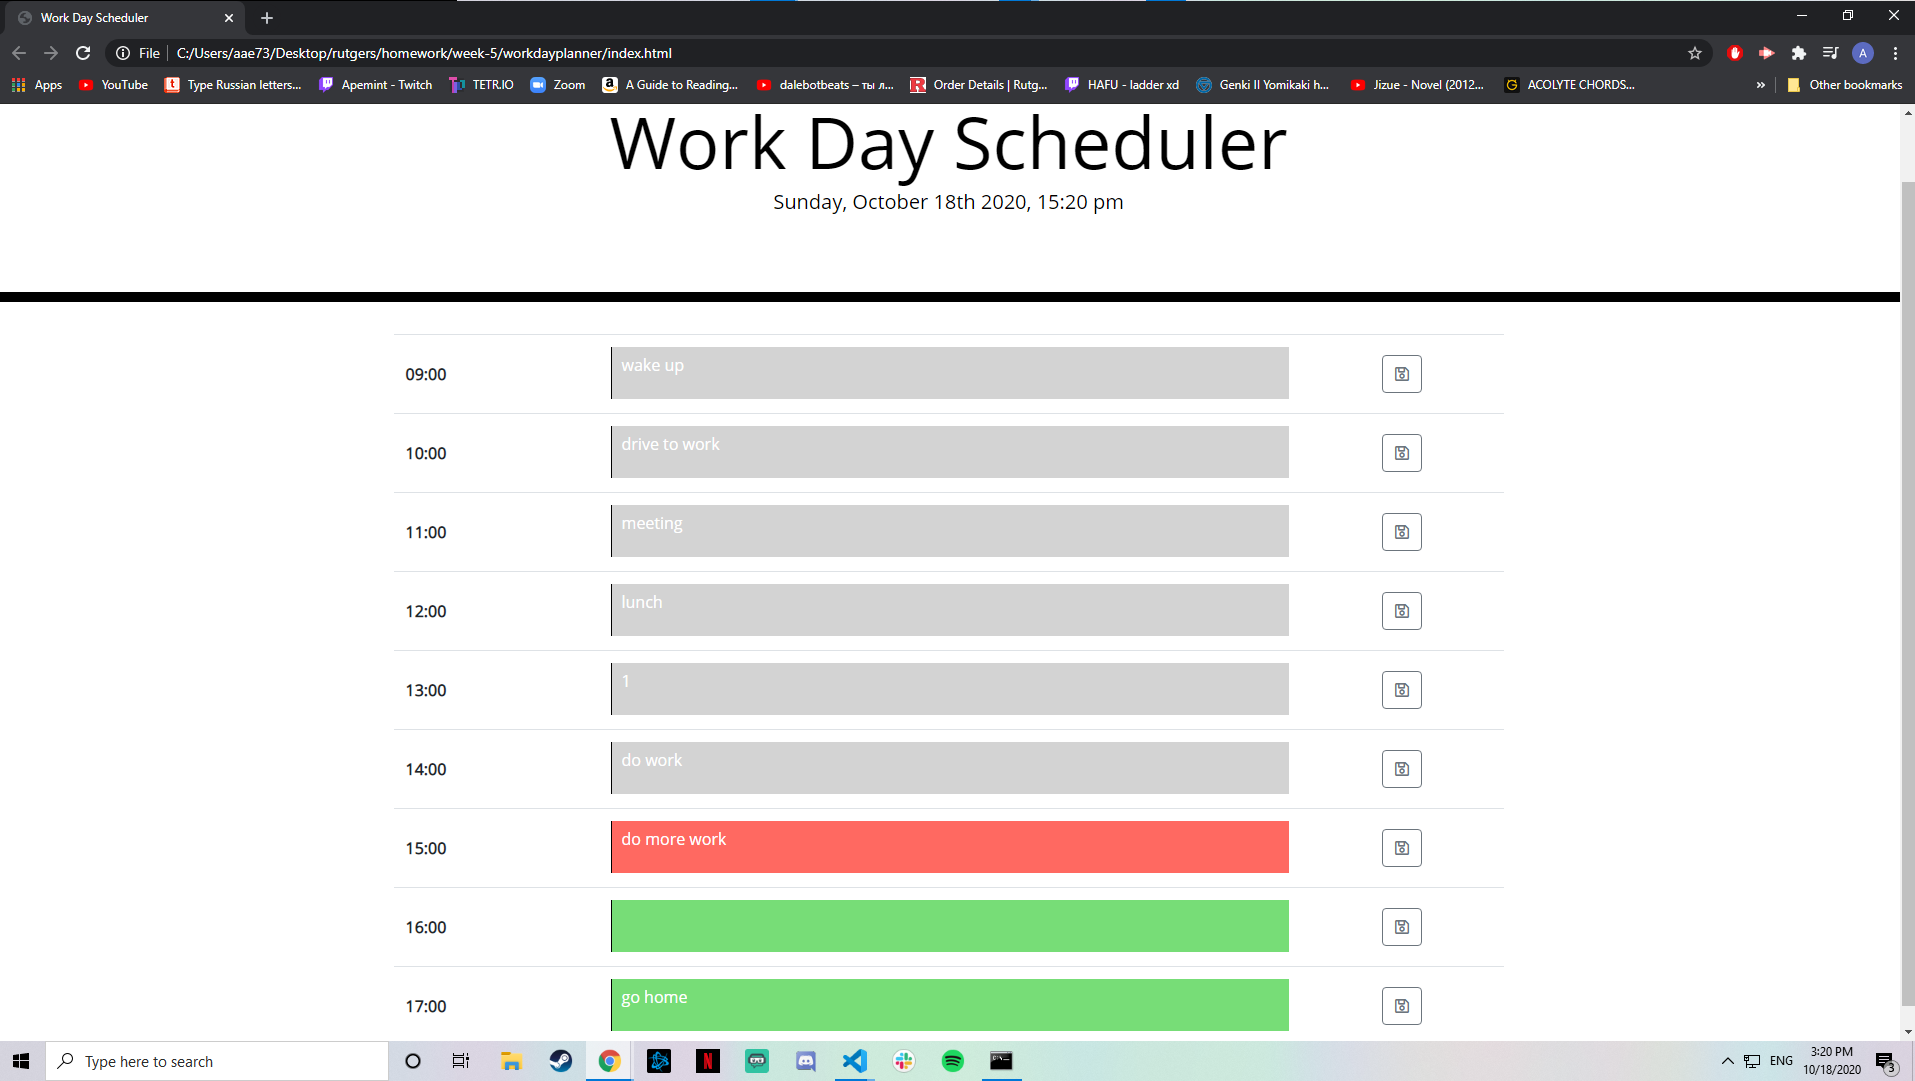 Work Day Scheduler
File C:/Users/aae73/Desktop/rutgers/homework/week-5/workdayplanner/index.html A
Apps YouTube Type Russian letters... Apemint - Twitch TETR.IO Zoom A Guide to Reading... dalebotbeats – ты л... Order Details | Rutg... HAFU - ladder xd Genki II Yomikaki h... Jizue - Novel (2012... ACOLYTE CHORDS... » Other bookmarks
Work Day Scheduler
Sunday, October 18th 2020, 15:20 pm
09:00 wake up
10:00 drive to work
11:00 meeting
12:00 lunch
13:00 1
14:00 do work
15:00 do more work
16:00
17:00 go home
Type here to search ENG 3:20 PM
10/18/2020 3